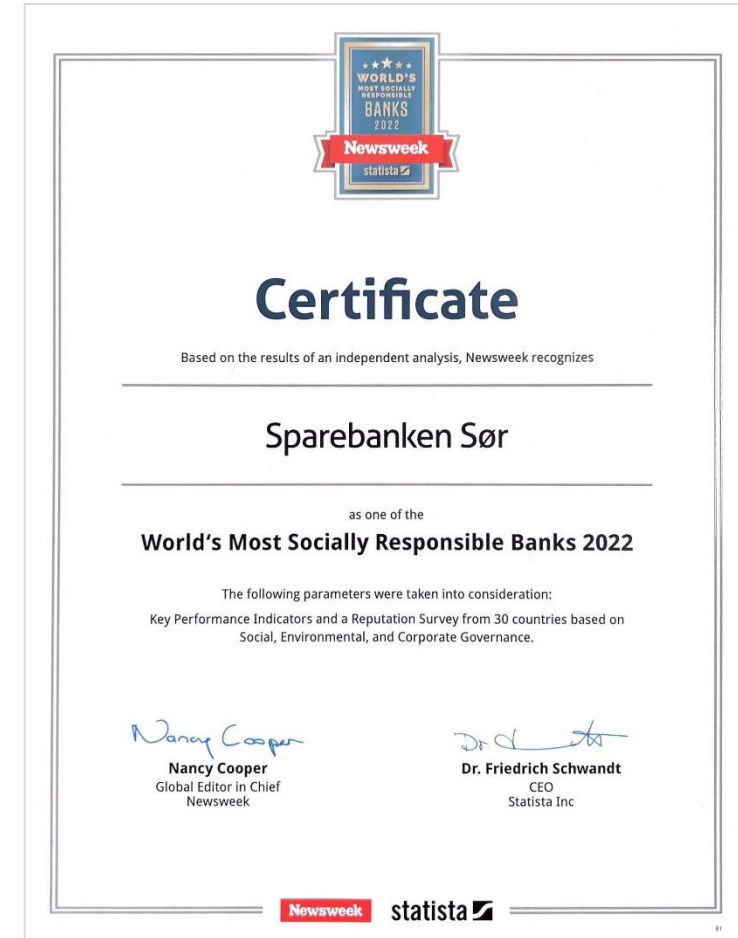 WORLD'S
MOST SOCIALLY
RESPONSIBLE
BANKS
2022
Newsweek
statista
Certificate
Based on the results of an independent analysis, Newsweek recognizes
Sparebanken Sør
as one of the
World's Most Socially Responsible Banks 2022
The following parameters were taken into consideration:
Key Performance Indicators and a Reputation Survey from 30 countries based on
Social, Environmental, and Corporate Governance.
Nancy Cooper
Dr
Nancy Cooper
Dr. Friedrich Schwandt
Global Editor in Chief
CEO
Newsweek
Statista Inc
Newsweek
statista